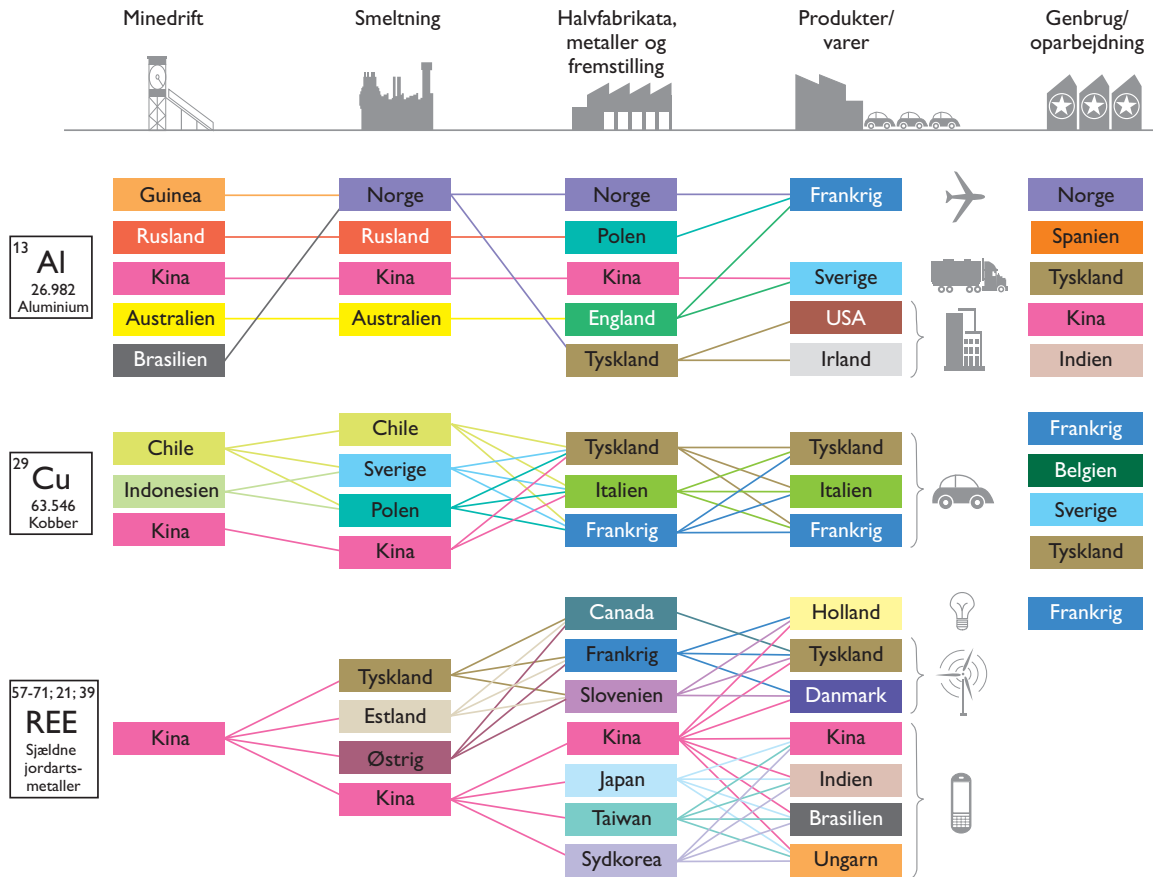 Minedrift
Smeltning
Halvfabrikata,
metaller og
fremstilling
Produkter/
varer
Genbrug/
oparbejdning
13
Al
26.982
Aluminium
Guinea
Rusland
Kina
Australien
Brasilien
Norge
Rusland
Kina
Australien
Norge
Polen
Kina
England
Tyskland
Frankrig
Sverige
USA
Irland
Norge
Spanien
Tyskland
Kina
Indien
29
Cu
63.546
Kobber
Chile
Indonesien
Kina
Chile
Sverige
Polen
Kina
Tyskland
Italien
Frankrig
Tyskland
Italien
Frankrig
Frankrig
Belgien
Sverige
Tyskland
57-71; 21; 39
REE
Sjældne
jordarts-
metaller
Kina
Tyskland
Estland
Østrig
Kina
Canada
Frankrig
Slovenien
Kina
Japan
Taiwan
Sydkorea
Holland
Tyskland
Danmark
Kina
Indien
Brasilien
Ungarn
Frankrig